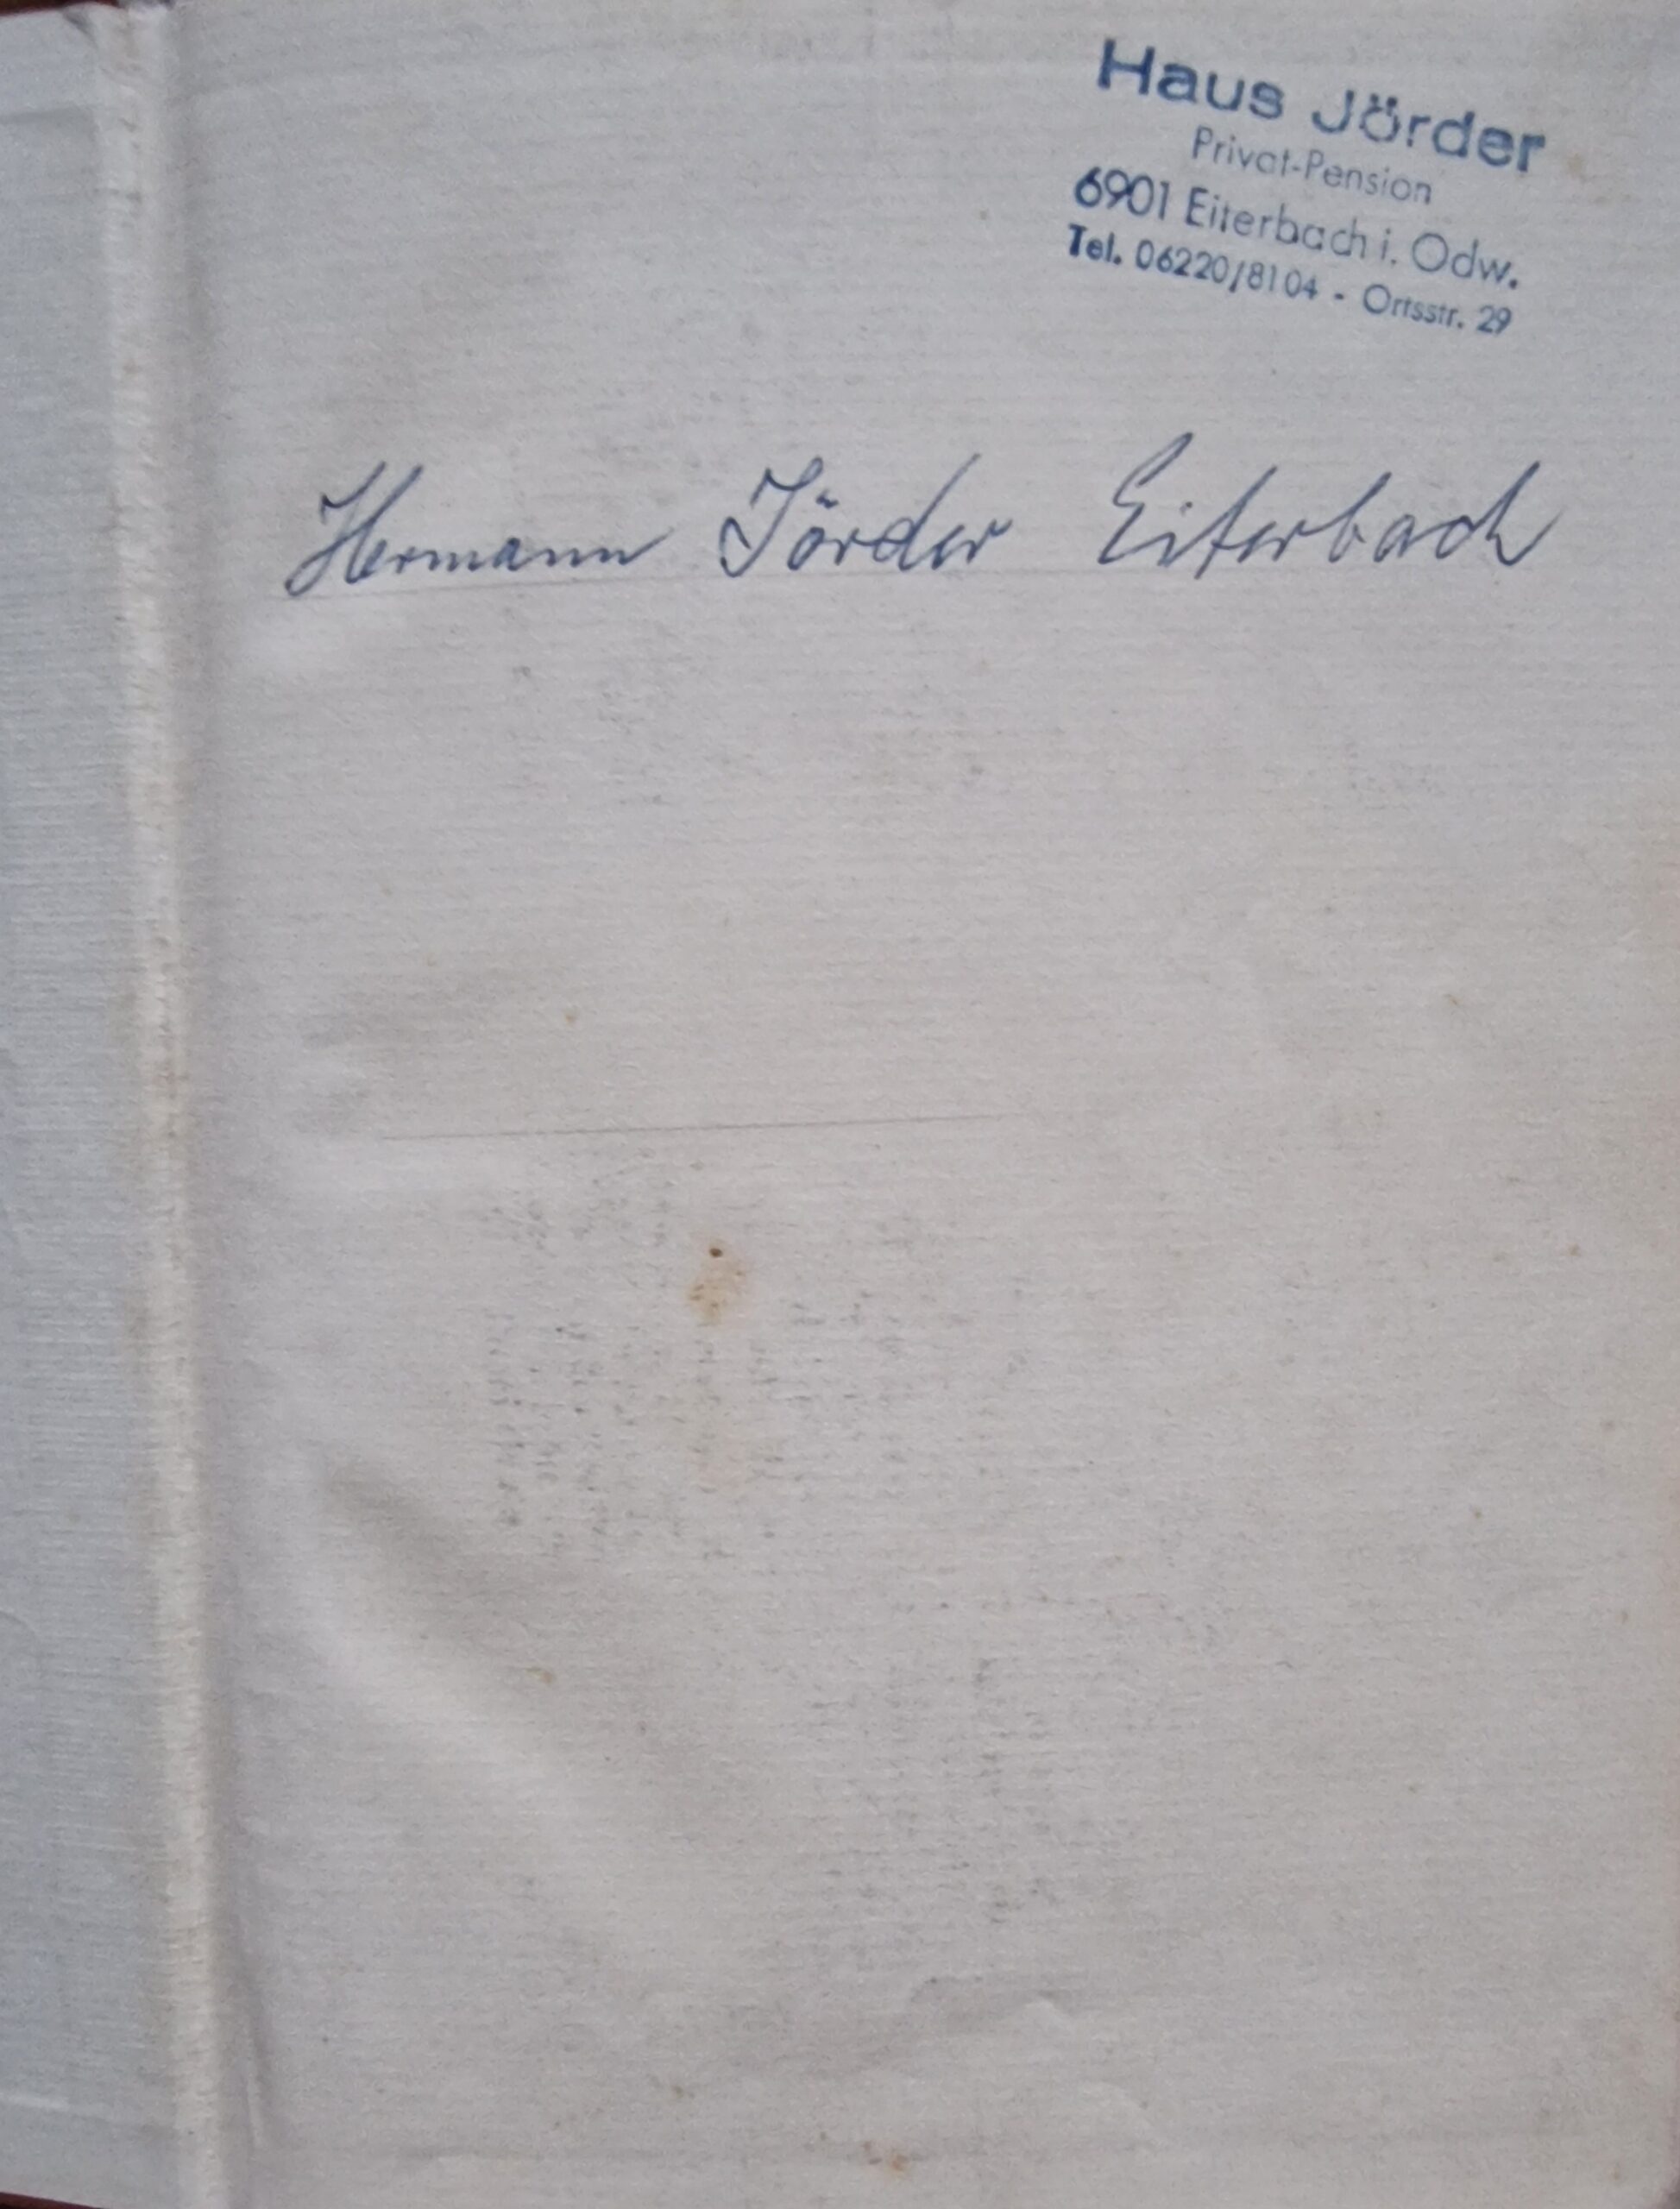 Haus Jörder
Privat-Pension
6901 Eiterbach i. Odw.
Tel. 06220/8104 - Ortsstr. 29
Hermann Jörder Eiterbach